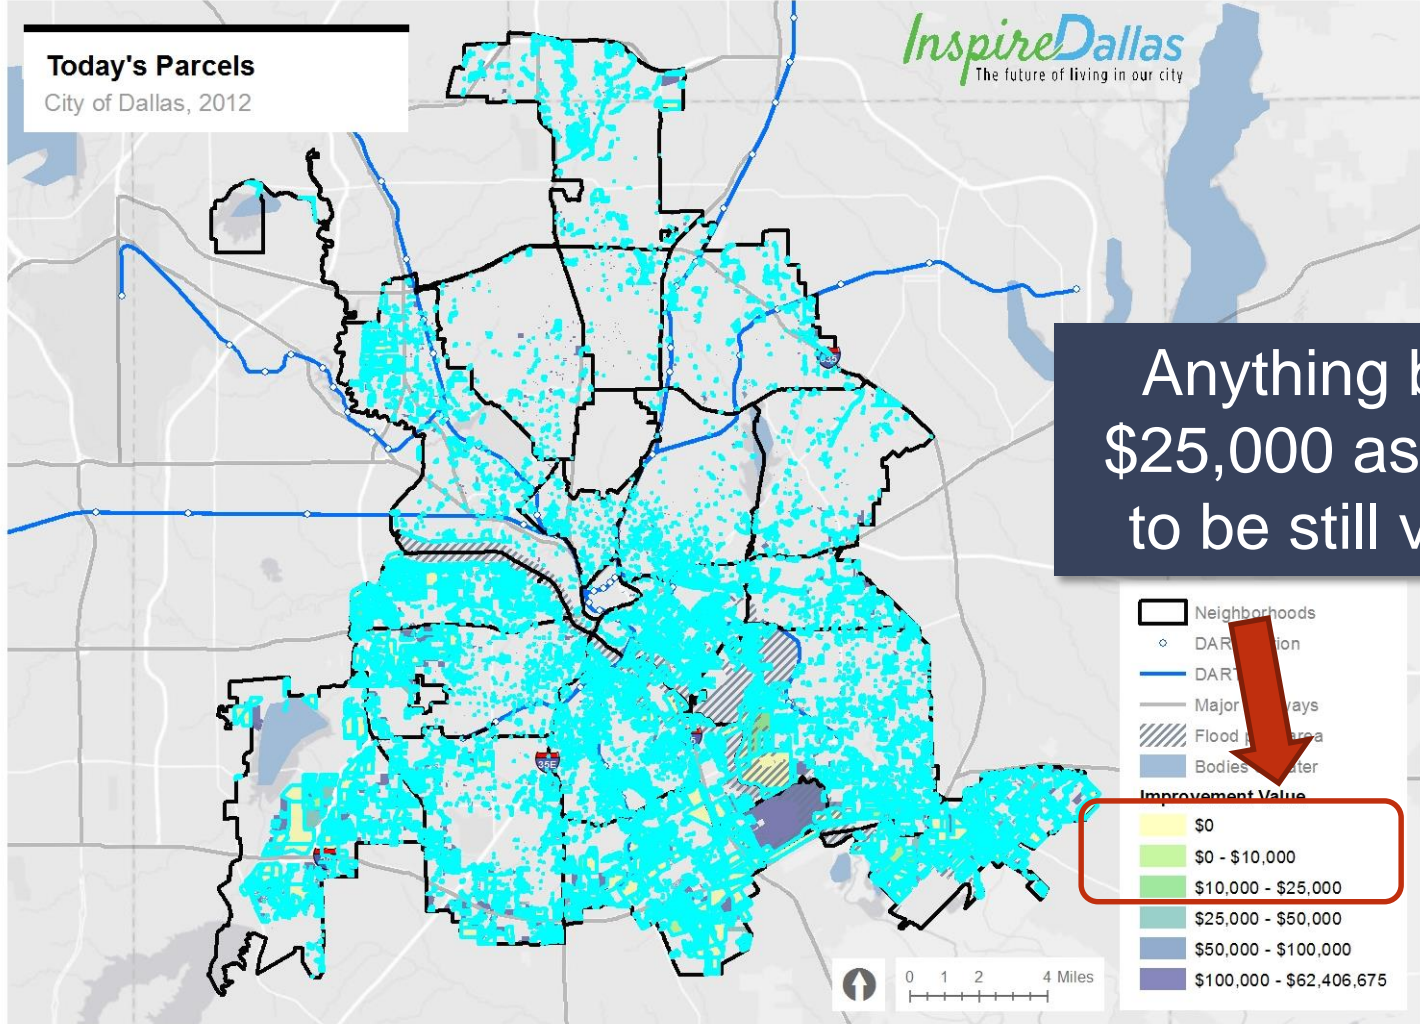 Today's Parcels
City of Dallas, 2012
InspireDallas
The future of living in our city
635
Anything
$25,000 as
to be still
Neighborhoods
DART
Major
Flood
Bodies
Improvement Value
$0
$0 - $10,000
$10,000 - $25,000
$25,000 - $50,000
$50,000 - $100,000
$100,000 - $62,406,675
35E
0 1 2 4 Miles